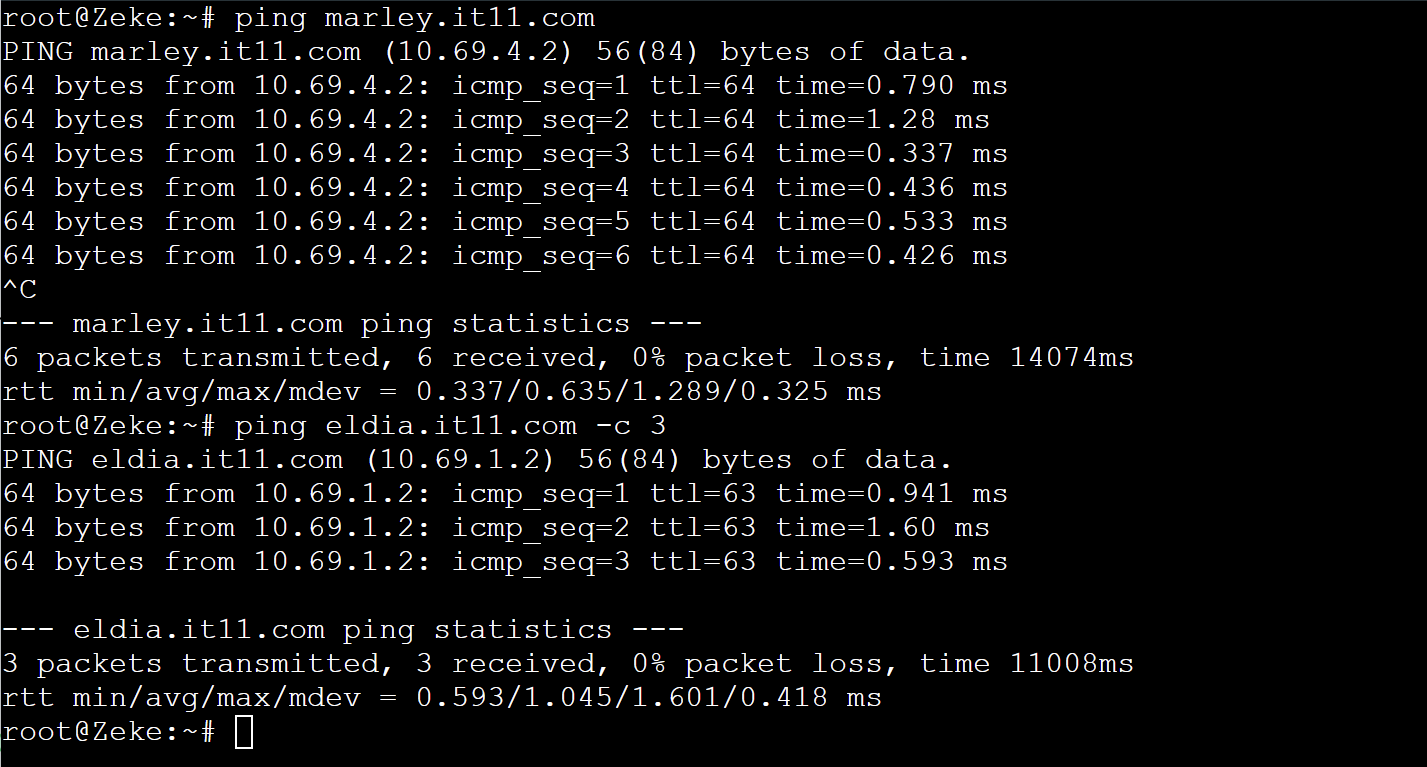 root@Zeke:~# ping marley.it11.com
PING marley.it11.com (10.69.4.2) 56(84) bytes of data.
64 bytes from 10.69.4.2: icmp_seq=1 ttl=64 time=0.790 ms
64 bytes from 10.69.4.2: icmp_seq=2 ttl=64 time=1.28 ms
64 bytes from 10.69.4.2: icmp_seq=3 ttl=64 time=0.337 ms
64 bytes from 10.69.4.2: icmp_seq=4 ttl=64 time=0.436 ms
64 bytes from 10.69.4.2: icmp_seq=5 ttl=64 time=0.533 ms
64 bytes from 10.69.4.2: icmp_seq=6 ttl=64 time=0.426 ms
^C
--- marley.it11.com ping statistics ---
6 packets transmitted, 6 received, 0% packet loss, time 14074ms
rtt min/avg/max/mdev = 0.337/0.635/1.289/0.325 ms
root@Zeke:~# ping eldia.it11.com -c 3
PING eldia.it11.com (10.69.1.2) 56(84) bytes of data.
64 bytes from 10.69.1.2: icmp_seq=1 ttl=63 time=0.941 ms
64 bytes from 10.69.1.2: icmp_seq=2 ttl=63 time=1.60 ms
64 bytes from 10.69.1.2: icmp_seq=3 ttl=63 time=0.593 ms

--- eldia.it11.com ping statistics ---
3 packets transmitted, 3 received, 0% packet loss, time 11008ms
rtt min/avg/max/mdev = 0.593/1.045/1.601/0.418 ms
root@Zeke:~#